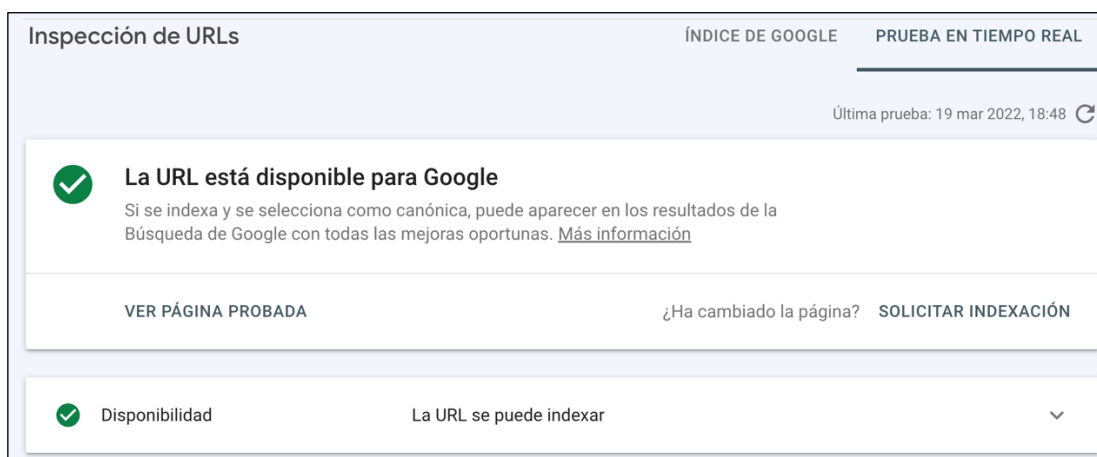 Inspección de URLs
ÍNDICE DE GOOGLE
PRUEBA EN TIEMPO REAL
Última prueba: 19 mar 2022, 18:48
La URL está disponible para Google
Si se indexa y se selecciona como canónica, puede aparecer en los resultados de la
Búsqueda de Google con todas las mejoras oportunas. Más información
VER PÁGINA PROBADA
¿Ha cambiado la página? SOLICITAR INDEXACIÓN
Disponibilidad
La URL se puede indexar